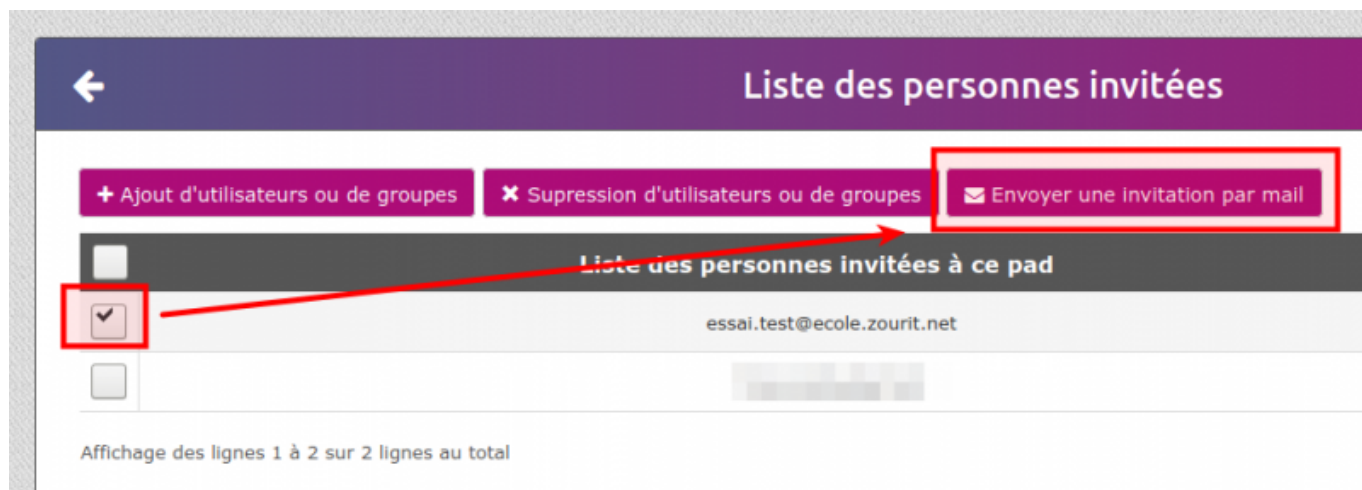 Liste des personnes invitées
Ajout d'utilisateurs ou de groupes
Supression d'utilisateurs ou de groupes
Envoyer une invitation par mail
Liste des personnes invitées à ce pad
essai.test@ecole.zourit.net
Affichage des lignes 1 à 2 sur 2 lignes au total